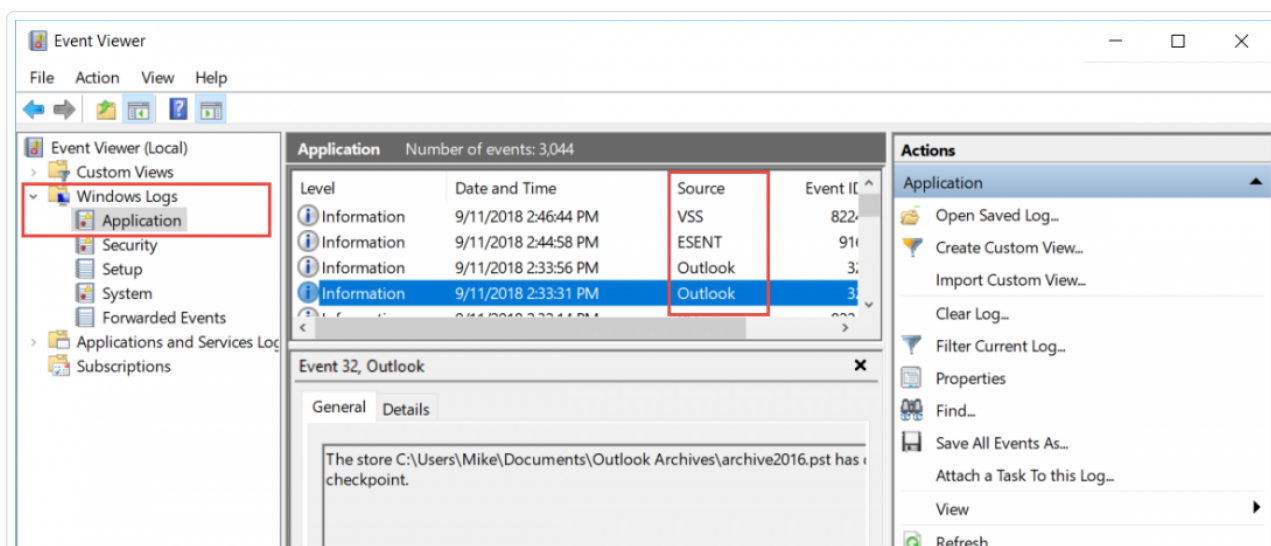 Event Viewer
File Action View Help
Event Viewer (Local)
Custom Views
Windows Logs
Application
Security
Setup
System
Forwarded Events
Applications and Services Log
Subscriptions
Application Number of events: 3,044
Level Date and Time Source Event ID
Information 9/11/2018 2:46:44 PM VSS 8224
Information 9/11/2018 2:44:58 PM ESENT 916
Information 9/11/2018 2:33:56 PM Outlook 32
Information 9/11/2018 2:33:31 PM Outlook 32
Event 32, Outlook
General Details
The store C:\Users\Mike\Documents\Outlook Archives\archive2016.pst has
checkpoint.
Actions
Application
Open Saved Log...
Create Custom View...
Import Custom View...
Clear Log...
Filter Current Log...
Properties
Find...
Save All Events As...
Attach a Task To this Log...
View
Refresh